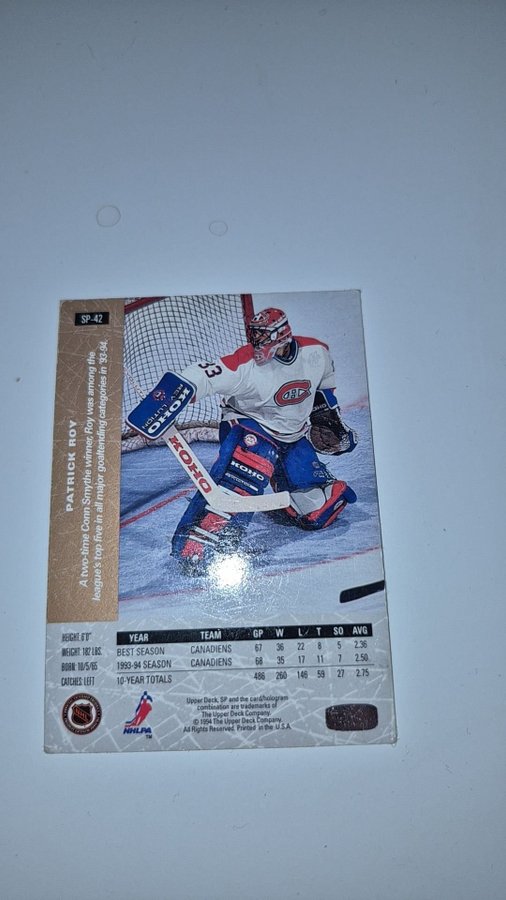 SP-42
PATRICK ROY
A two-time Conn Smythe winner, Roy was among the
league's top five in all major goaltending categories in '93-94.
33
KOHO
KOHO
KOHO
HEIGHT: 6'0"
WEIGHT: 182 LBS.
BORN: 10/5/65
CATCHES: LEFT
YEAR TEAM GP W L T SO AVG
BEST SEASON CANADIENS 67 36 22 8 5 2.36
1993-94 SEASON CANADIENS 68 35 17 11 7 2.50
10-YEAR TOTALS 486 260 146 59 27 2.75
NHL
NHLPA
TM
Upper Deck, SP and the card/hologram
combination are trademarks of
The Upper Deck Company.
© 1994 The Upper Deck Company.
All Rights Reserved. Printed in the U.S.A.